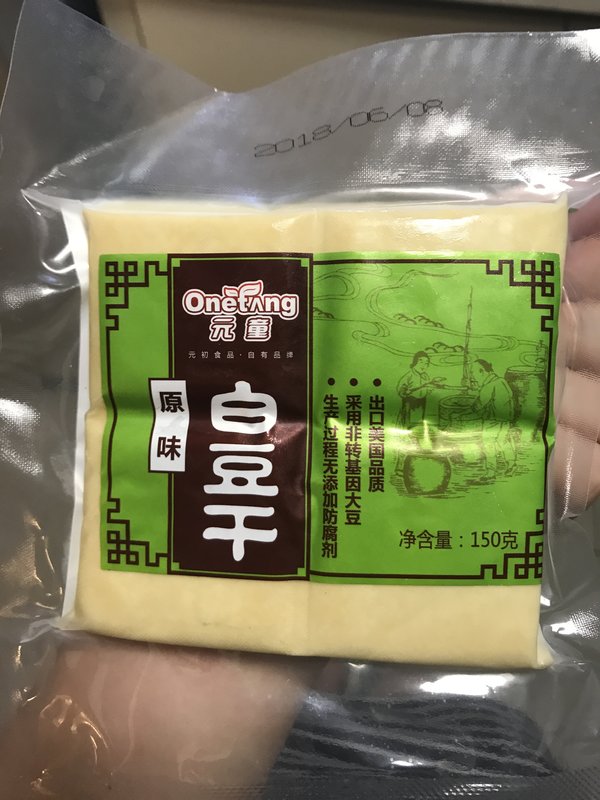 2018/06/08
Onetang
元童
元初食品·自有品牌
原味
白豆干
出口美国品质
采用非转基因大豆
生产过程无添加防腐剂
净含量：150克